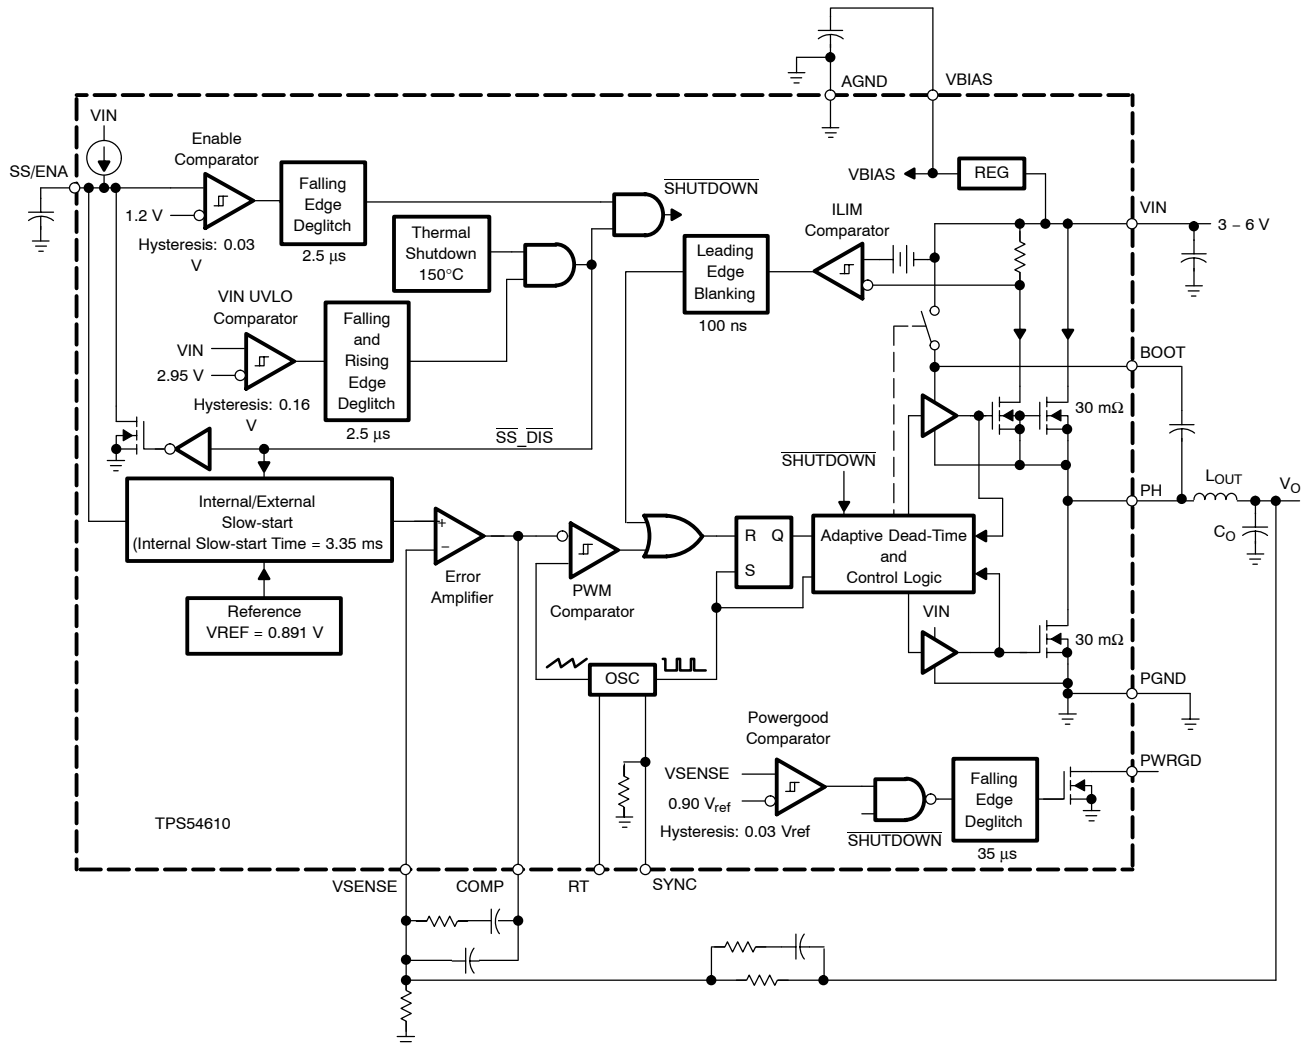 AGND
VBIAS
VIN
Enable
Comparator
SS/ENA
1.2 V
Hysteresis: 0.03
V
Falling
Edge
Deglitch
2.5 μs
SHUTDOWN
VBIAS
REG
Thermal
Shutdown
150°C
Leading
Edge
Blanking
100 ns
ILIM
Comparator
VIN
3 − 6 V
VIN UVLO
Comparator
VIN
2.95 V
Hysteresis: 0.16
V
Falling
and
Rising
Edge
Deglitch
2.5 μs
BOOT
30 mΩ
SS_DIS
SHUTDOWN
PH
LOUT
VO
CO
Internal/External
Slow-start
(Internal Slow-start Time = 3.35 ms
+
−
Error
Amplifier
PWM
Comparator
R Q
S
Adaptive Dead-Time
and
Control Logic
Reference
VREF = 0.891 V
VIN
30 mΩ
OSC
PGND
Powergood
Comparator
VSENSE
0.90 Vref
Hysteresis: 0.03 Vref
SHUTDOWN
Falling
Edge
Deglitch
35 μs
PWRGD
TPS54610
VSENSE
COMP
RT
SYNC